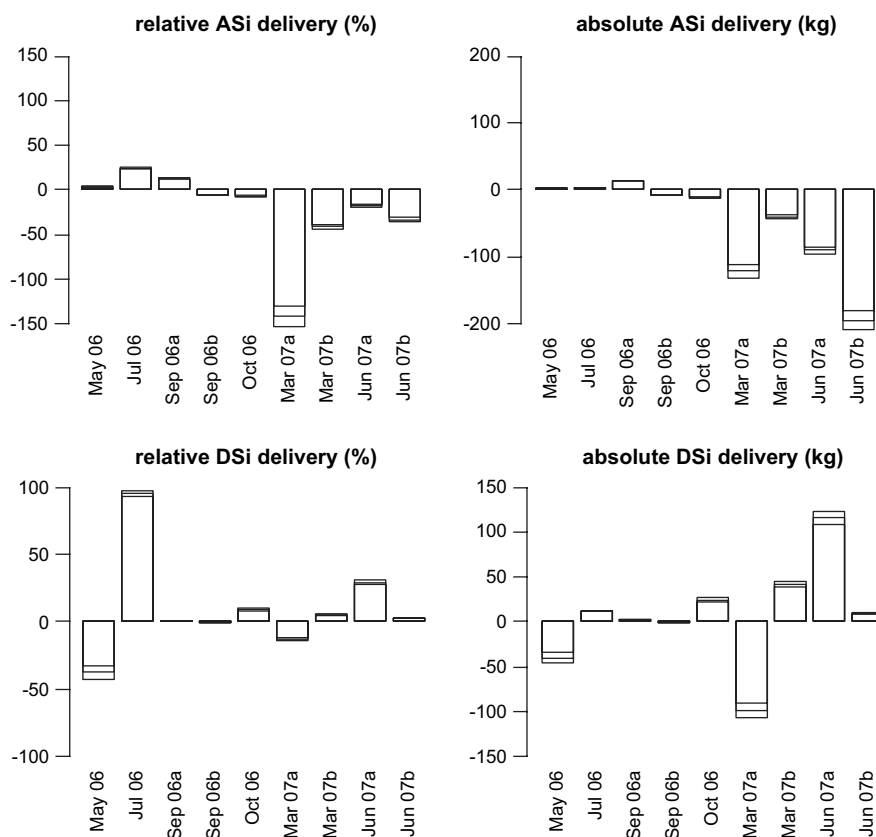 relative ASi delivery (%)
150
100
50
0
-50
-100
-150
May 06
Jul 06
Sep 06a
Sep 06b
Oct 06
Mar 07a
Mar 07b
Jun 07a
Jun 07b
absolute ASi delivery (kg)
200
100
0
-100
-200
May 06
Jul 06
Sep 06a
Sep 06b
Oct 06
Mar 07a
Mar 07b
Jun 07a
Jun 07b
relative DSi delivery (%)
100
50
0
-50
-100
May 06
Jul 06
Sep 06a
Sep 06b
Oct 06
Mar 07a
Mar 07b
Jun 07a
Jun 07b
absolute DSi delivery (kg)
150
100
50
0
-50
-100
-150
May 06
Jul 06
Sep 06a
Sep 06b
Oct 06
Mar 07a
Mar 07b
Jun 07a
Jun 07b